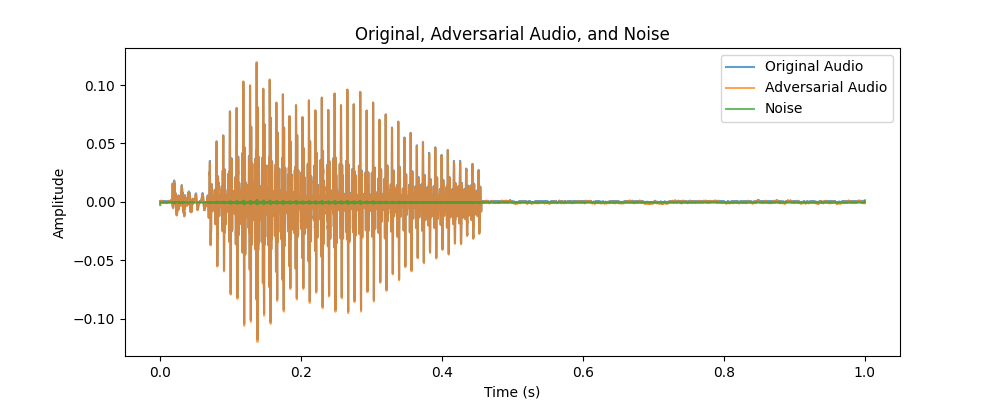 Original, Adversarial Audio, and Noise
Original Audio
Adversarial Audio
Noise
Amplitude
0.10
0.05
0.00
−0.05
−0.10
0.0
0.2
0.4
0.6
0.8
1.0
Time (s)